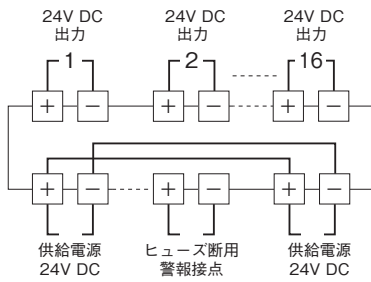 24V DC 24V DC 24V DC
出力 出力 出力
1 2 16
+ − + − + −
+ − + − + −
供給電源 ヒューズ断用 供給電源
24V DC 警報接点 24V DC